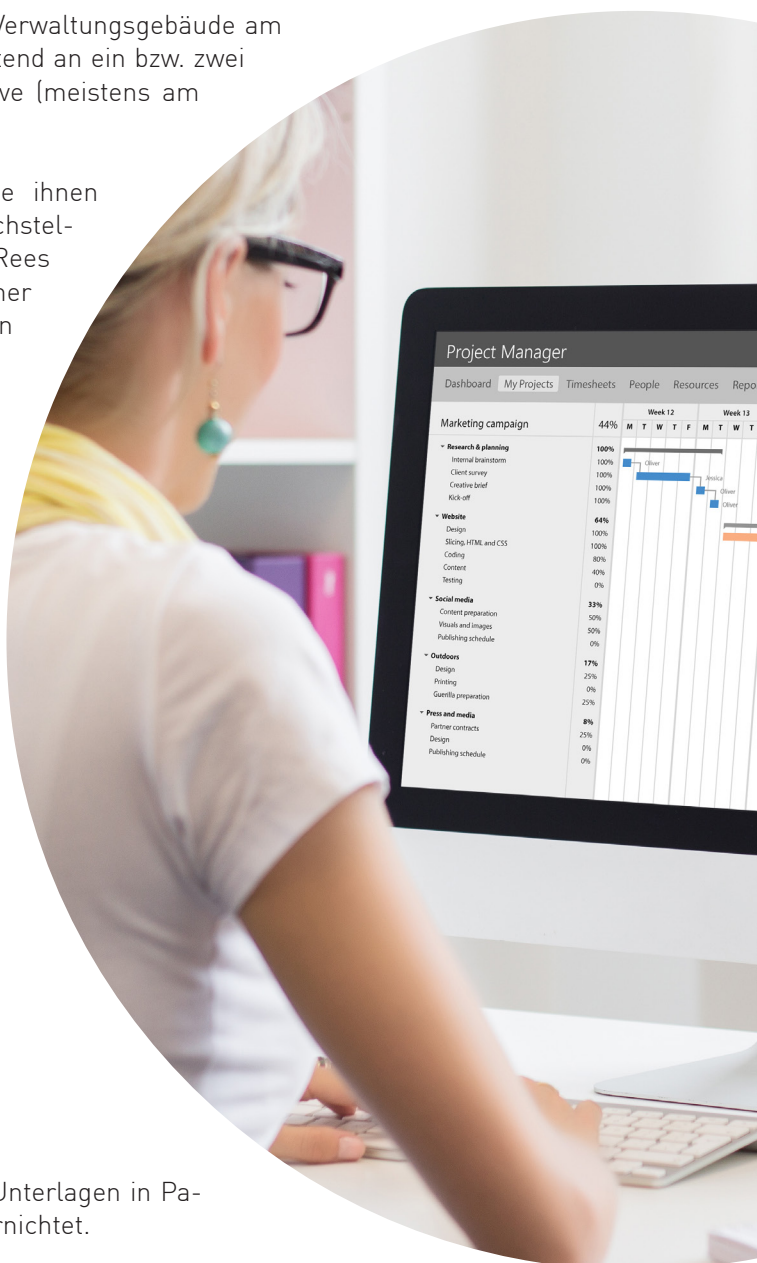 Verwaltungsgebäude am
end an ein bzw. zwei
ve (meistens am
e ihnen
chstel-
Rees
ner
n
Project Manager
Dashboard My Projects Timesheets People Resources
Week 12 Week 13
Marketing campaign 44% M T W T F M T W T
Research & planning 100%
Internal brainstorm 100% Oliver
Client survey 100% Jessica
Creative brief 100% Oliver
Kick-off 100% Oliver
Website 64%
Design 100%
Slicing, HTML and CSS 100%
Coding 80%
Content 40%
Testing 0%
Social media 33%
Content preparation 50%
Visuals and images 50%
Publishing schedule 0%
Outdoors 17%
Design 25%
Printing 0%
Guerilla preparation 25%
Press and media 8%
Partner contracts 25%
Design 0%
Publishing schedule 0%
Unterlagen in Pa-
rnichtet.